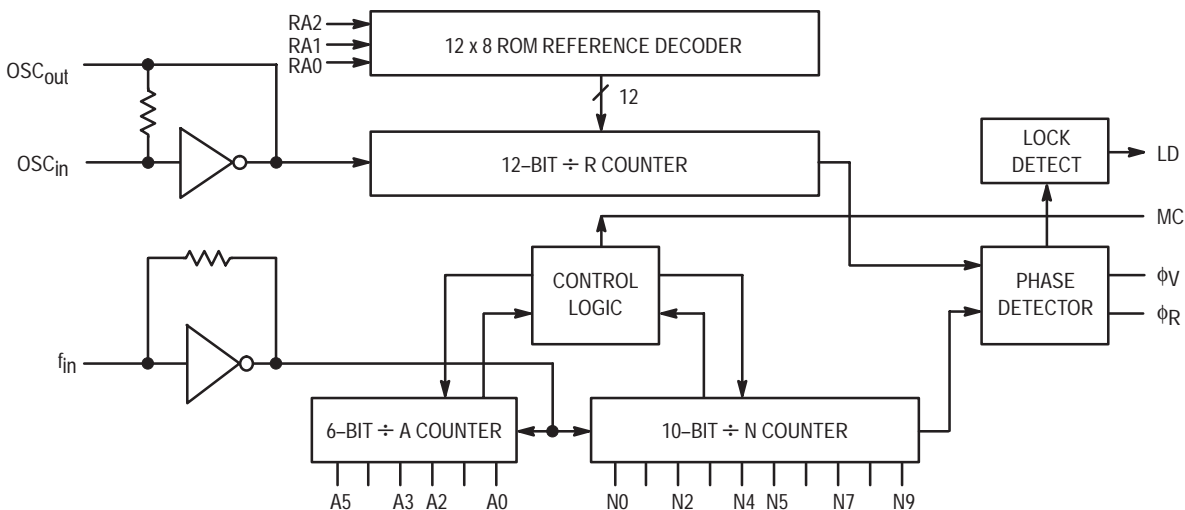 RA2
RA1
RA0
12 x 8 ROM REFERENCE DECODER
OSCout
12
OSCin
12–BIT ÷ R COUNTER
LOCK
DETECT
LD
MC
CONTROL
LOGIC
PHASE
DETECTOR
ϕV
ϕR
fin
6–BIT ÷ A COUNTER
10–BIT ÷ N COUNTER
A5 A3 A2 A0 N0 N2 N4 N5 N7 N9